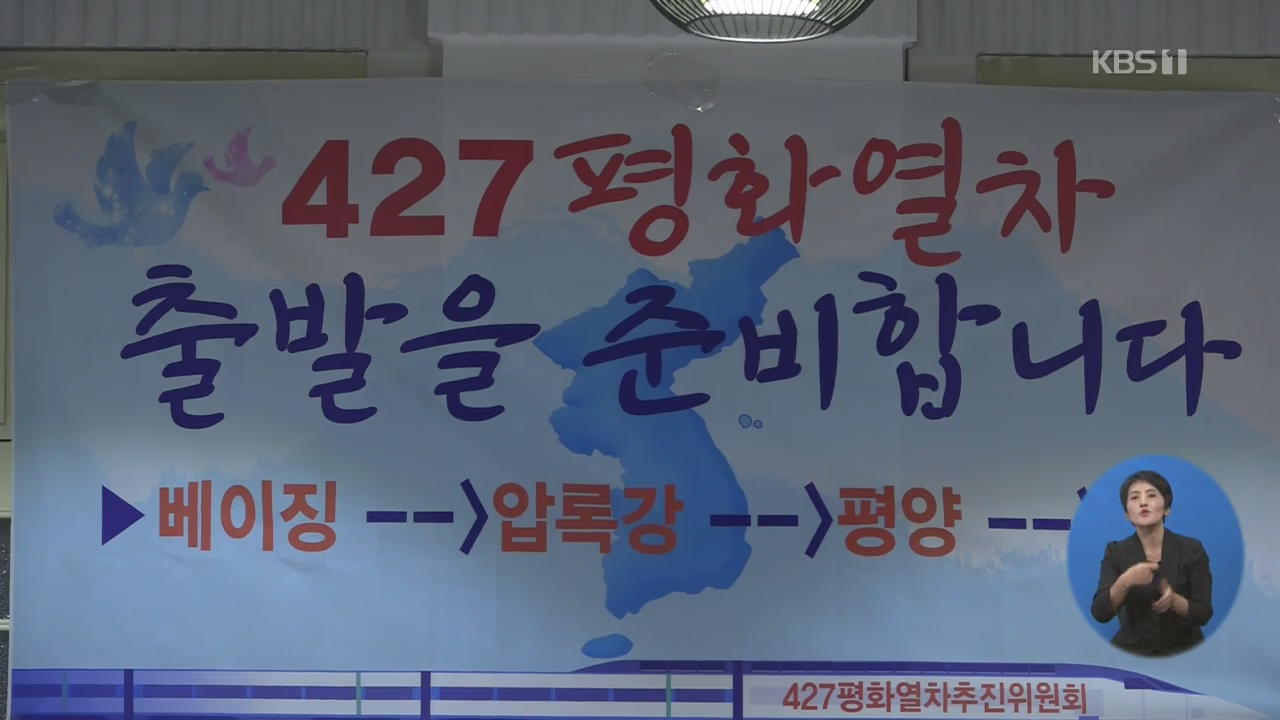 KBS1
427평화열차
출발을 준비합니다
▶베이징 --〉압록강 --〉평양 --
427평화열차추진위원회